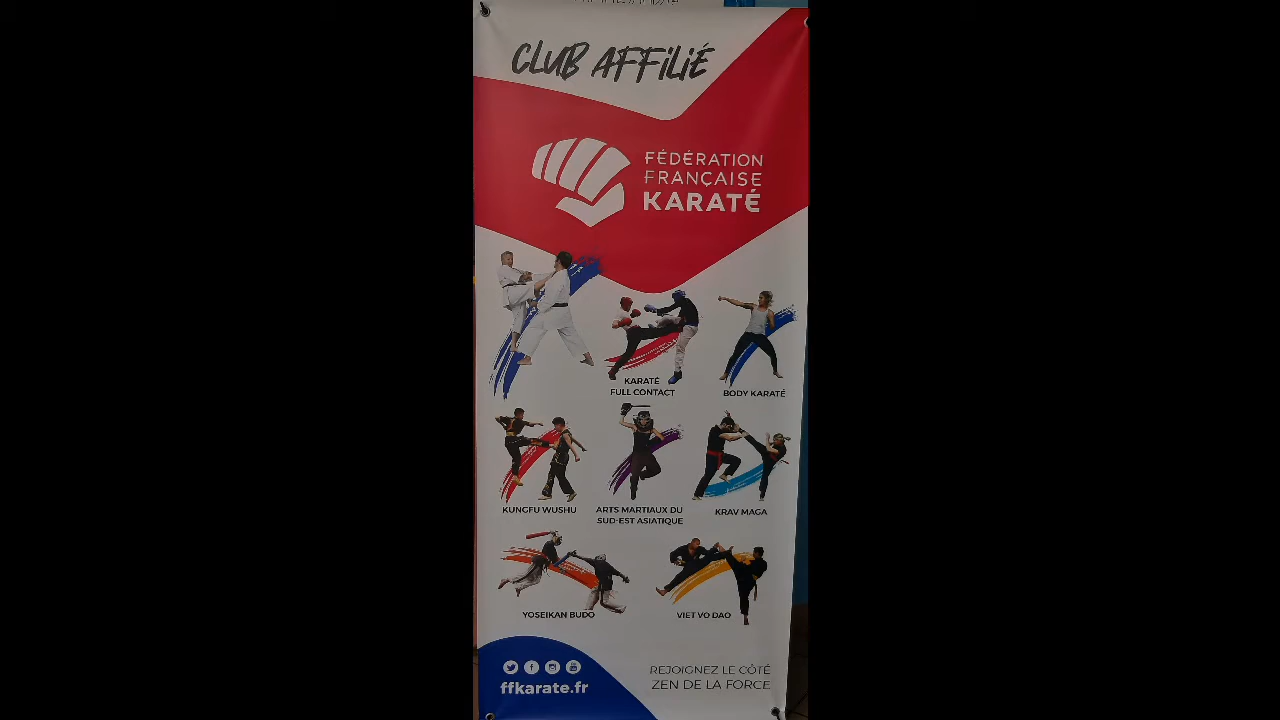 CLUB AFFILIÉ
FÉDÉRATION
FRANÇAISE
KARATÉ
KARATÉ
FULL CONTACT
BODY KARATÉ
KUNGFU WUSHU
ARTS MARTIAUX DU
SUD-EST ASIATIQUE
KRAV MAGA
YOSEIKAN BUDO
VIET VO DAO
ffkarate.fr
REJOIGNEZ LE CÔTÉ
ZEN DE LA FORCE